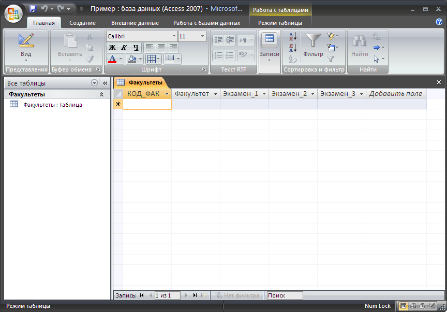 Пример : база данных (Access 2007) - Microsoft...
Работа с таблицами
Главная Создание Внешние данные Работа с базами данных Режим таблицы
Вид Вставить Calibri 11 Записи Фильтр Найти
Представления Буфер обмена Шрифт Текст RTF Сортировка и фильтр Найти
Все таблицы
Факультеты
Факультеты : таблица
Факультеты
КОД_ФАК Факультет Экзамен_1 Экзамен_2 Экзамен_3 Добавить поле
Запись: 1 из 1 Нет фильтра Поиск
Режим таблицы Num Lock